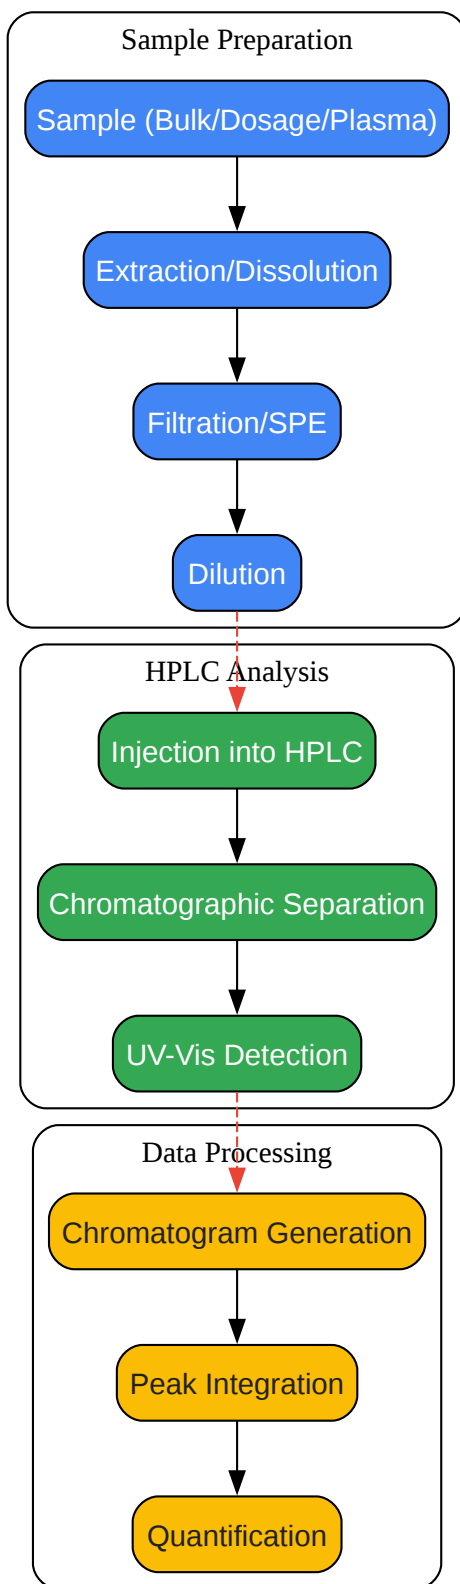 Sample Preparation
Sample (Bulk/Dosage/Plasma)
Extraction/Dissolution
Filtration/SPE
Dilution
HPLC Analysis
Injection into HPLC
Chromatographic Separation
UV-Vis Detection
Data Processing
Chromatogram Generation
Peak Integration
Quantification